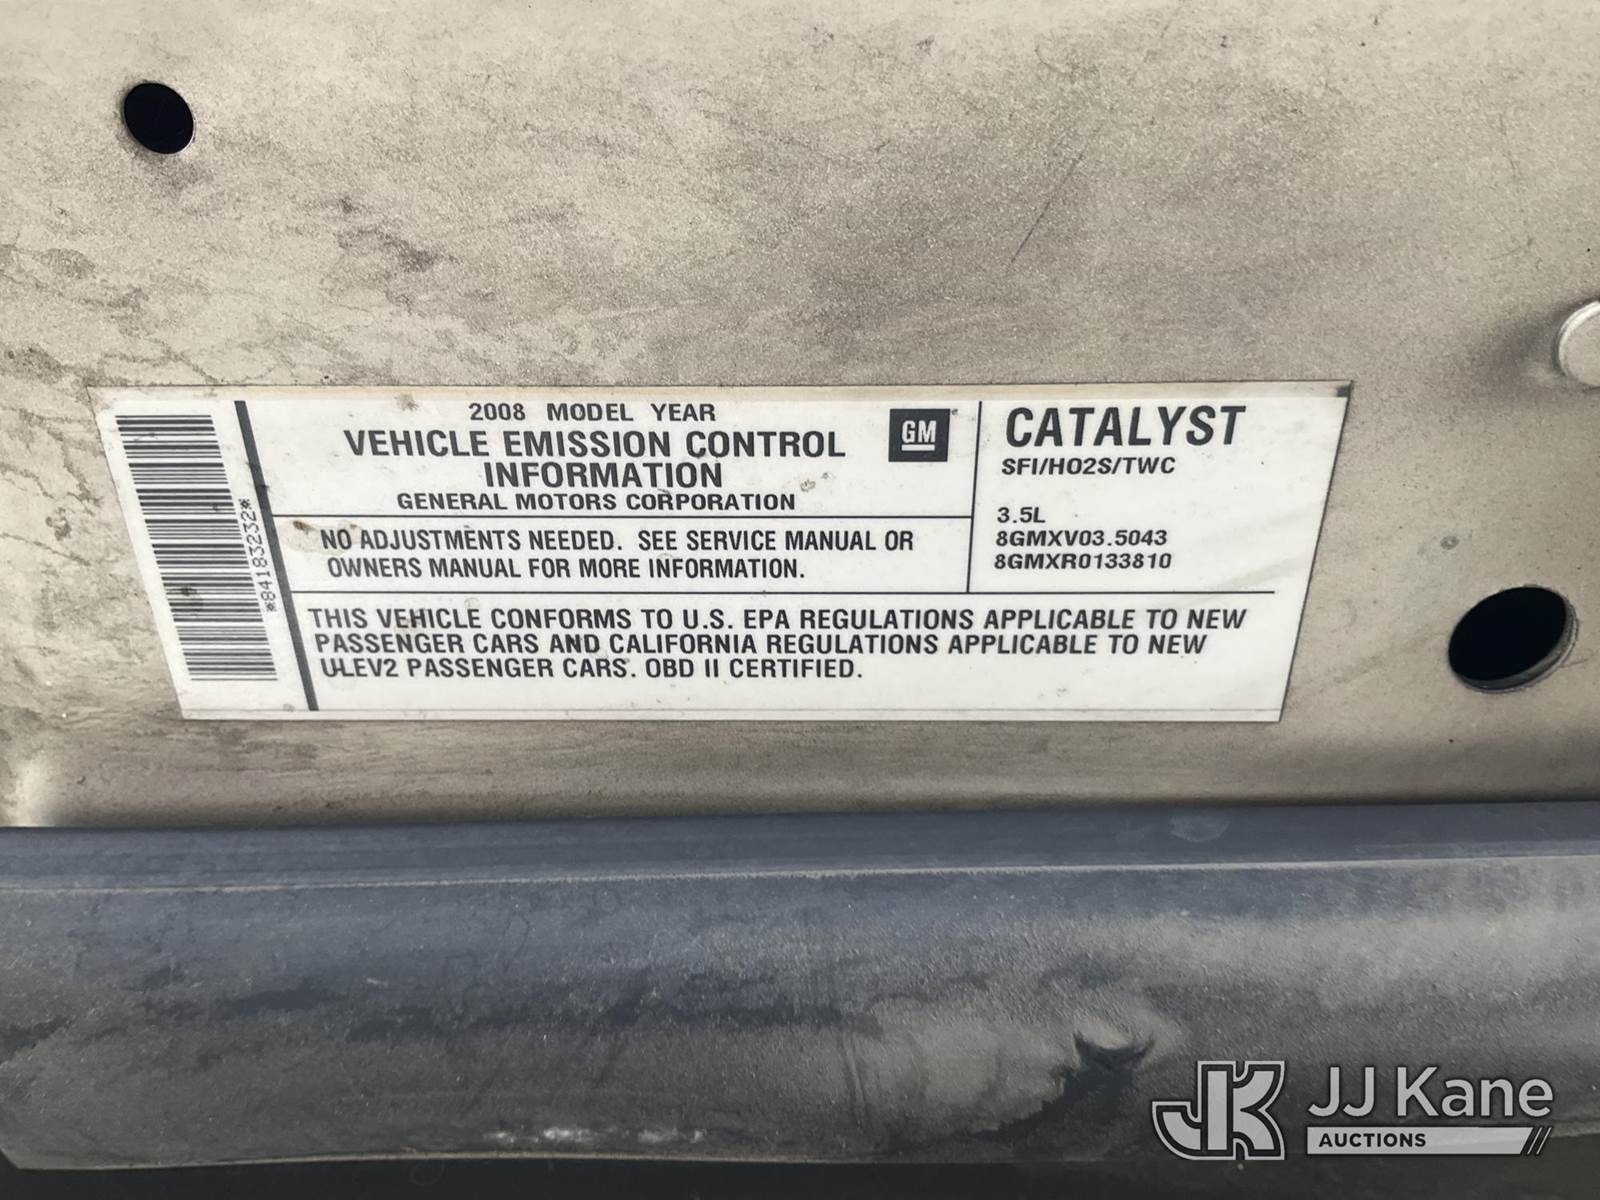 2008 MODEL YEAR
VEHICLE EMISSION CONTROL
INFORMATION
GENERAL MOTORS CORPORATION
GM
NO ADJUSTMENTS NEEDED. SEE SERVICE MANUAL OR
OWNERS MANUAL FOR MORE INFORMATION.
CATALYST
SFI/HO2S/TWC
3.5L
8GMXV03.5043
8GMXR0133810
THIS VEHICLE CONFORMS TO U.S. EPA REGULATIONS APPLICABLE TO NEW
PASSENGER CARS AND CALIFORNIA REGULATIONS APPLICABLE TO NEW
ULEV2 PASSENGER CARS. OBD II CERTIFIED.
*84183232*
JK JJ Kane
AUCTIONS